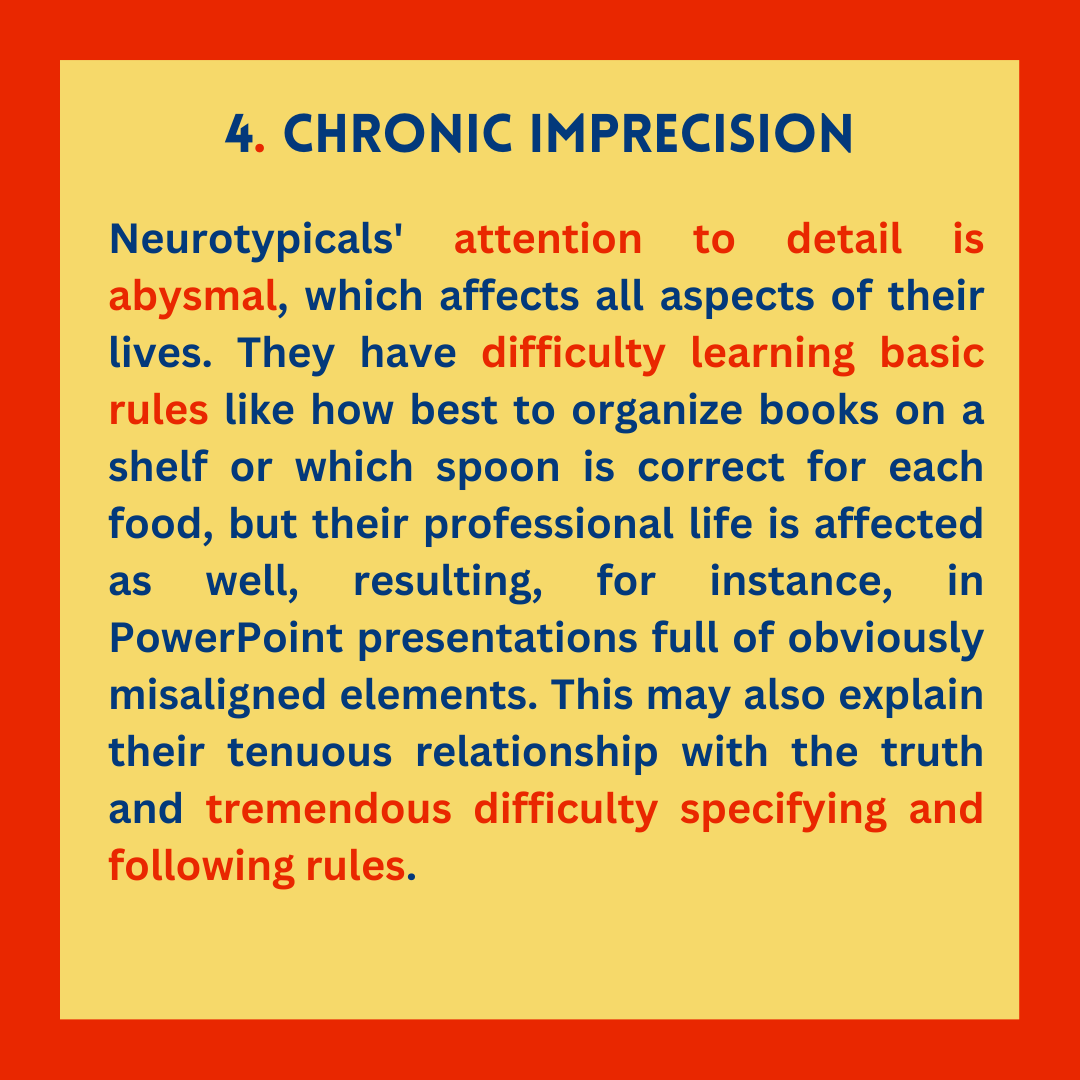 4. CHRONIC IMPRECISION
Neurotypicals' attention to detail is
abysmal, which affects all aspects of their
lives. They have difficulty learning basic
rules like how best to organize books on a
shelf or which spoon is correct for each
food, but their professional life is affected
as well, resulting, for instance, in
PowerPoint presentations full of obviously
misaligned elements. This may also explain
their tenuous relationship with the truth
and tremendous difficulty specifying and
following rules.